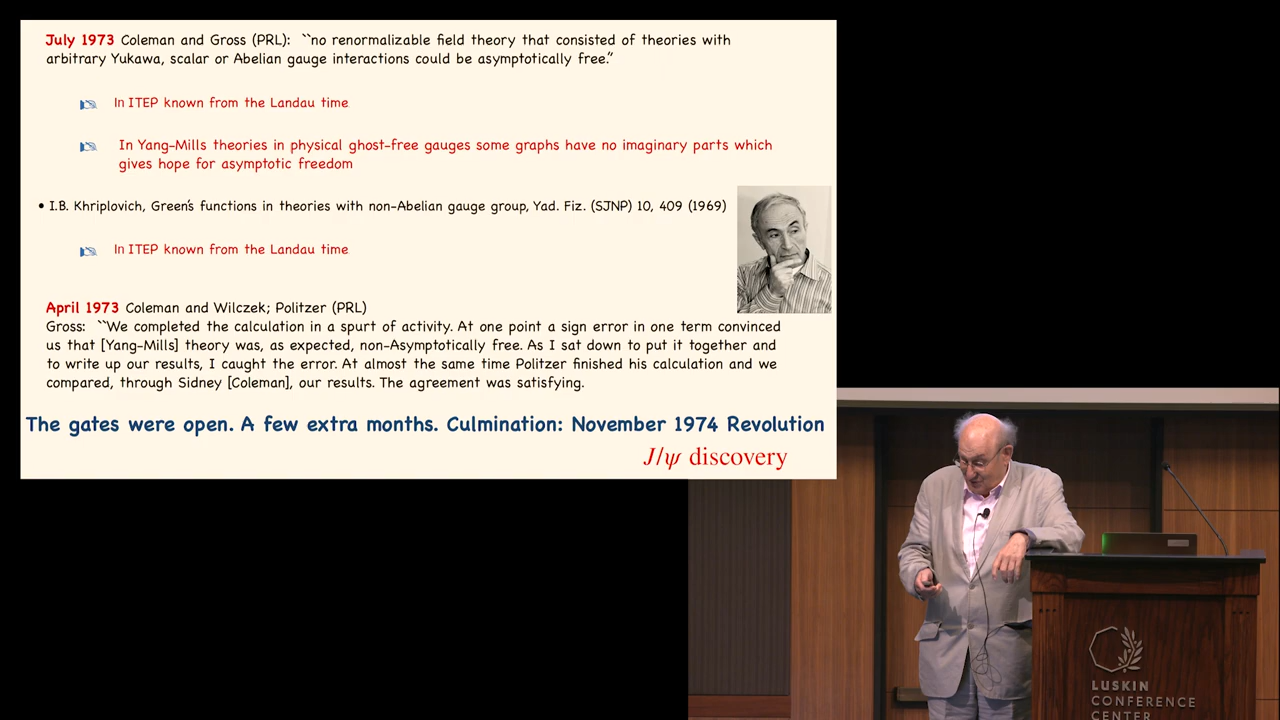 July 1973 Coleman and Gross (PRL): ``no renormalizable field theory that consisted of theories with
arbitrary Yukawa, scalar or Abelian gauge interactions could be asymptotically free.”
In ITEP known from the Landau time
In Yang-Mills theories in physical ghost-free gauges some graphs have no imaginary parts which
gives hope for asymptotic freedom
• I.B. Khriplovich, Green’s functions in theories with non-Abelian gauge group, Yad. Fiz. (SJNP) 10, 409 (1969)
In ITEP known from the Landau time
April 1973 Coleman and Wilczek; Politzer (PRL)
Gross: ``We completed the calculation in a spurt of activity. At one point a sign error in one term convinced
us that [Yang-Mills] theory was, as expected, non-Asymptotically free. As I sat down to put it together and
to write up our results, I caught the error. At almost the same time Politzer finished his calculation and we
compared, through Sidney [Coleman], our results. The agreement was satisfying.
The gates were open. A few extra months. Culmination: November 1974 Revolution
J/ψ discovery
LUSKIN
CONFERENCE
CENTER